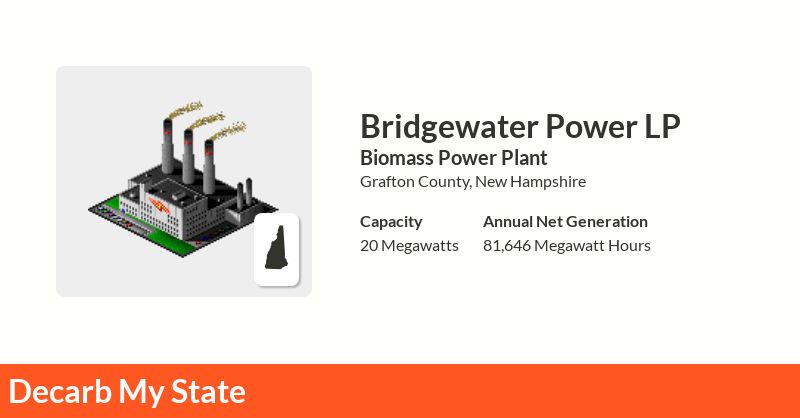 Bridgewater Power LP
Biomass Power Plant
Grafton County, New Hampshire
Capacity Annual Net Generation
20 Megawatts 81,646 Megawatt Hours
Decarb My State